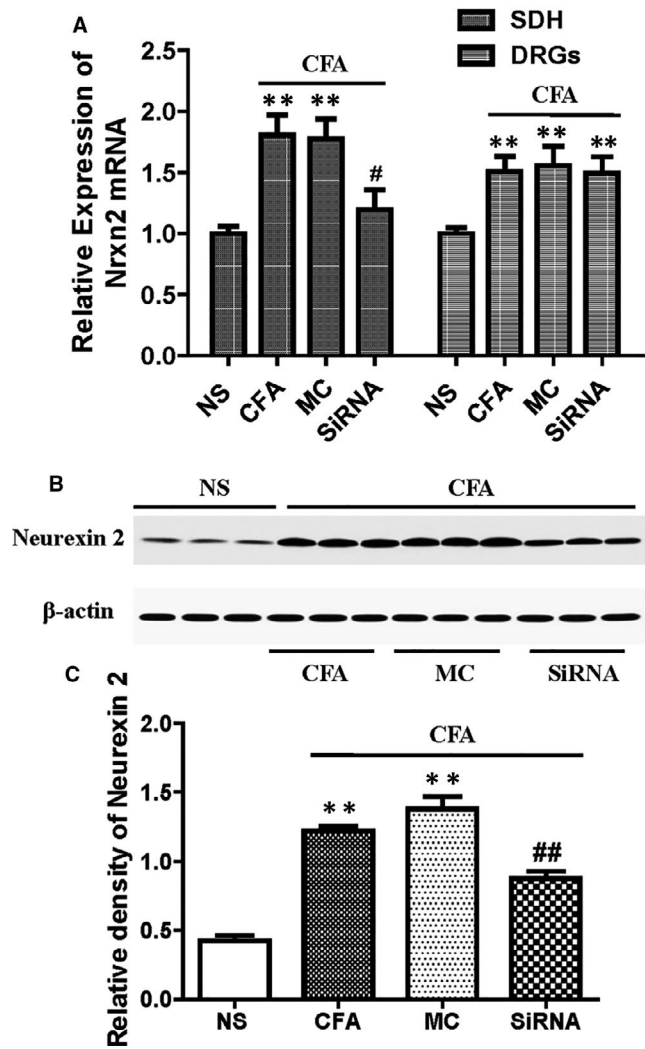 A
SDH
DRGs
Relative Expression of
Nrxn2 mRNA
2.5
2.0
1.5
1.0
0.5
0.0
CFA
CFA
**
**
#
**
**
**
NS
CFA
MC
SiRNA
NS
CFA
MC
SiRNA
B
NS
CFA
Neurexin 2
β-actin
CFA
MC
SiRNA
C
Relative density of Neurexin 2
2.0
1.5
1.0
0.5
0.0
CFA
**
**
##
NS
CFA
MC
SiRNA